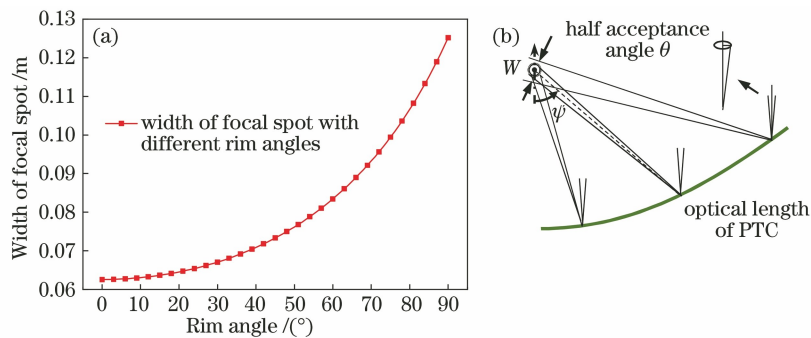 (a)
0.13
0.12
0.11
0.10
0.09
0.08
0.07
0.06
Width of focal spot /m
width of focal spot with
different rim angles
0 10 20 30 40 50 60 70 80 90
Rim angle /(°)
(b)
half acceptance
angle θ
W
ψ
optical length
of PTC